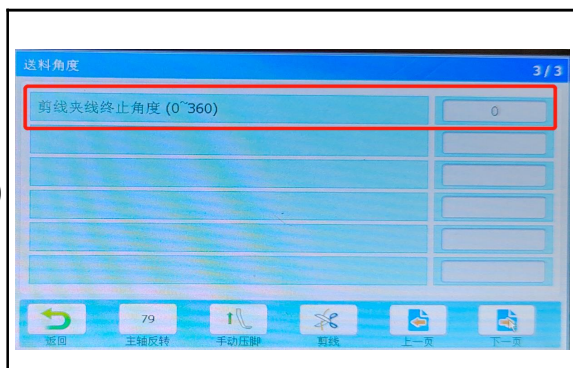 送料角度
3/3
剪线夹线终止角度 (0~360)
0
79
返回
主轴反转
手动压脚
剪线
上一页
下一页